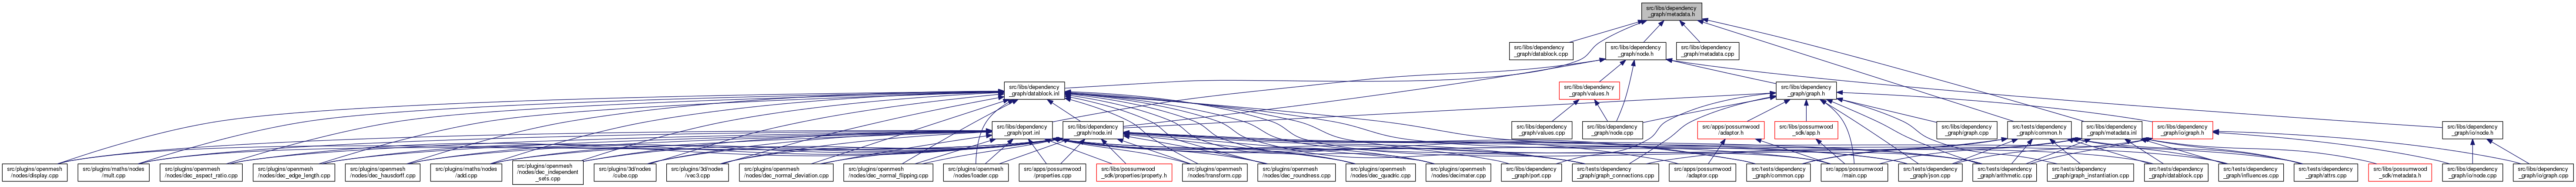 src/libs/dependency
_graph/metadata.h
src/libs/dependency
_graph/datablock.cpp
src/libs/dependency
_graph/node.h
src/libs/dependency
_graph/metadata.cpp
src/libs/dependency
_graph/datablock.inl
src/libs/dependency
_graph/values.h
src/libs/dependency
_graph/graph.h
src/libs/dependency
_graph/port.inl
src/libs/dependency
_graph/node.inl
src/libs/dependency
_graph/values.cpp
src/libs/dependency
_graph/node.cpp
src/apps/possumwood
/adaptor.h
src/libs/possumwood
_sdk/app.h
src/libs/dependency
_graph/graph.cpp
src/tests/dependency
_graph/common.h
src/libs/dependency
_graph/metadata.inl
src/libs/dependency
_graph/io/graph.h
src/libs/dependency
_graph/io/node.h
src/plugins/openmesh
/nodes/display.cpp
src/plugins/maths/nodes
/mult.cpp
src/plugins/openmesh
/nodes/dec_aspect_ratio.cpp
src/plugins/openmesh
/nodes/dec_edge_length.cpp
src/plugins/openmesh
/nodes/dec_hausdorff.cpp
src/plugins/maths/nodes
/add.cpp
src/plugins/openmesh
/nodes/dec_independent
_sets.cpp
src/plugins/3d/nodes
/cube.cpp
src/plugins/3d/nodes
/vec3.cpp
src/plugins/openmesh
/nodes/dec_normal_deviation.cpp
src/plugins/openmesh
/nodes/dec_normal_flipping.cpp
src/plugins/openmesh
/nodes/loader.cpp
src/apps/possumwood
/properties.cpp
src/libs/possumwood
_sdk/properties/property.h
src/plugins/openmesh
/nodes/transform.cpp
src/plugins/openmesh
/nodes/dec_roundness.cpp
src/plugins/openmesh
/nodes/dec_quadric.cpp
src/plugins/openmesh
/nodes/decimater.cpp
src/libs/dependency
_graph/port.cpp
src/tests/dependency
_graph/graph_connections.cpp
src/apps/possumwood
/adaptor.cpp
src/tests/dependency
_graph/common.cpp
src/apps/possumwood
/main.cpp
src/tests/dependency
_graph/json.cpp
src/tests/dependency
_graph/arithmetic.cpp
src/tests/dependency
_graph/graph_instantiation.cpp
src/tests/dependency
_graph/datablock.cpp
src/tests/dependency
_graph/influences.cpp
src/tests/dependency
_graph/attrs.cpp
src/libs/possumwood
_sdk/metadata.h
src/libs/dependency
_graph/io/node.cpp
src/libs/dependency
_graph/io/graph.cpp